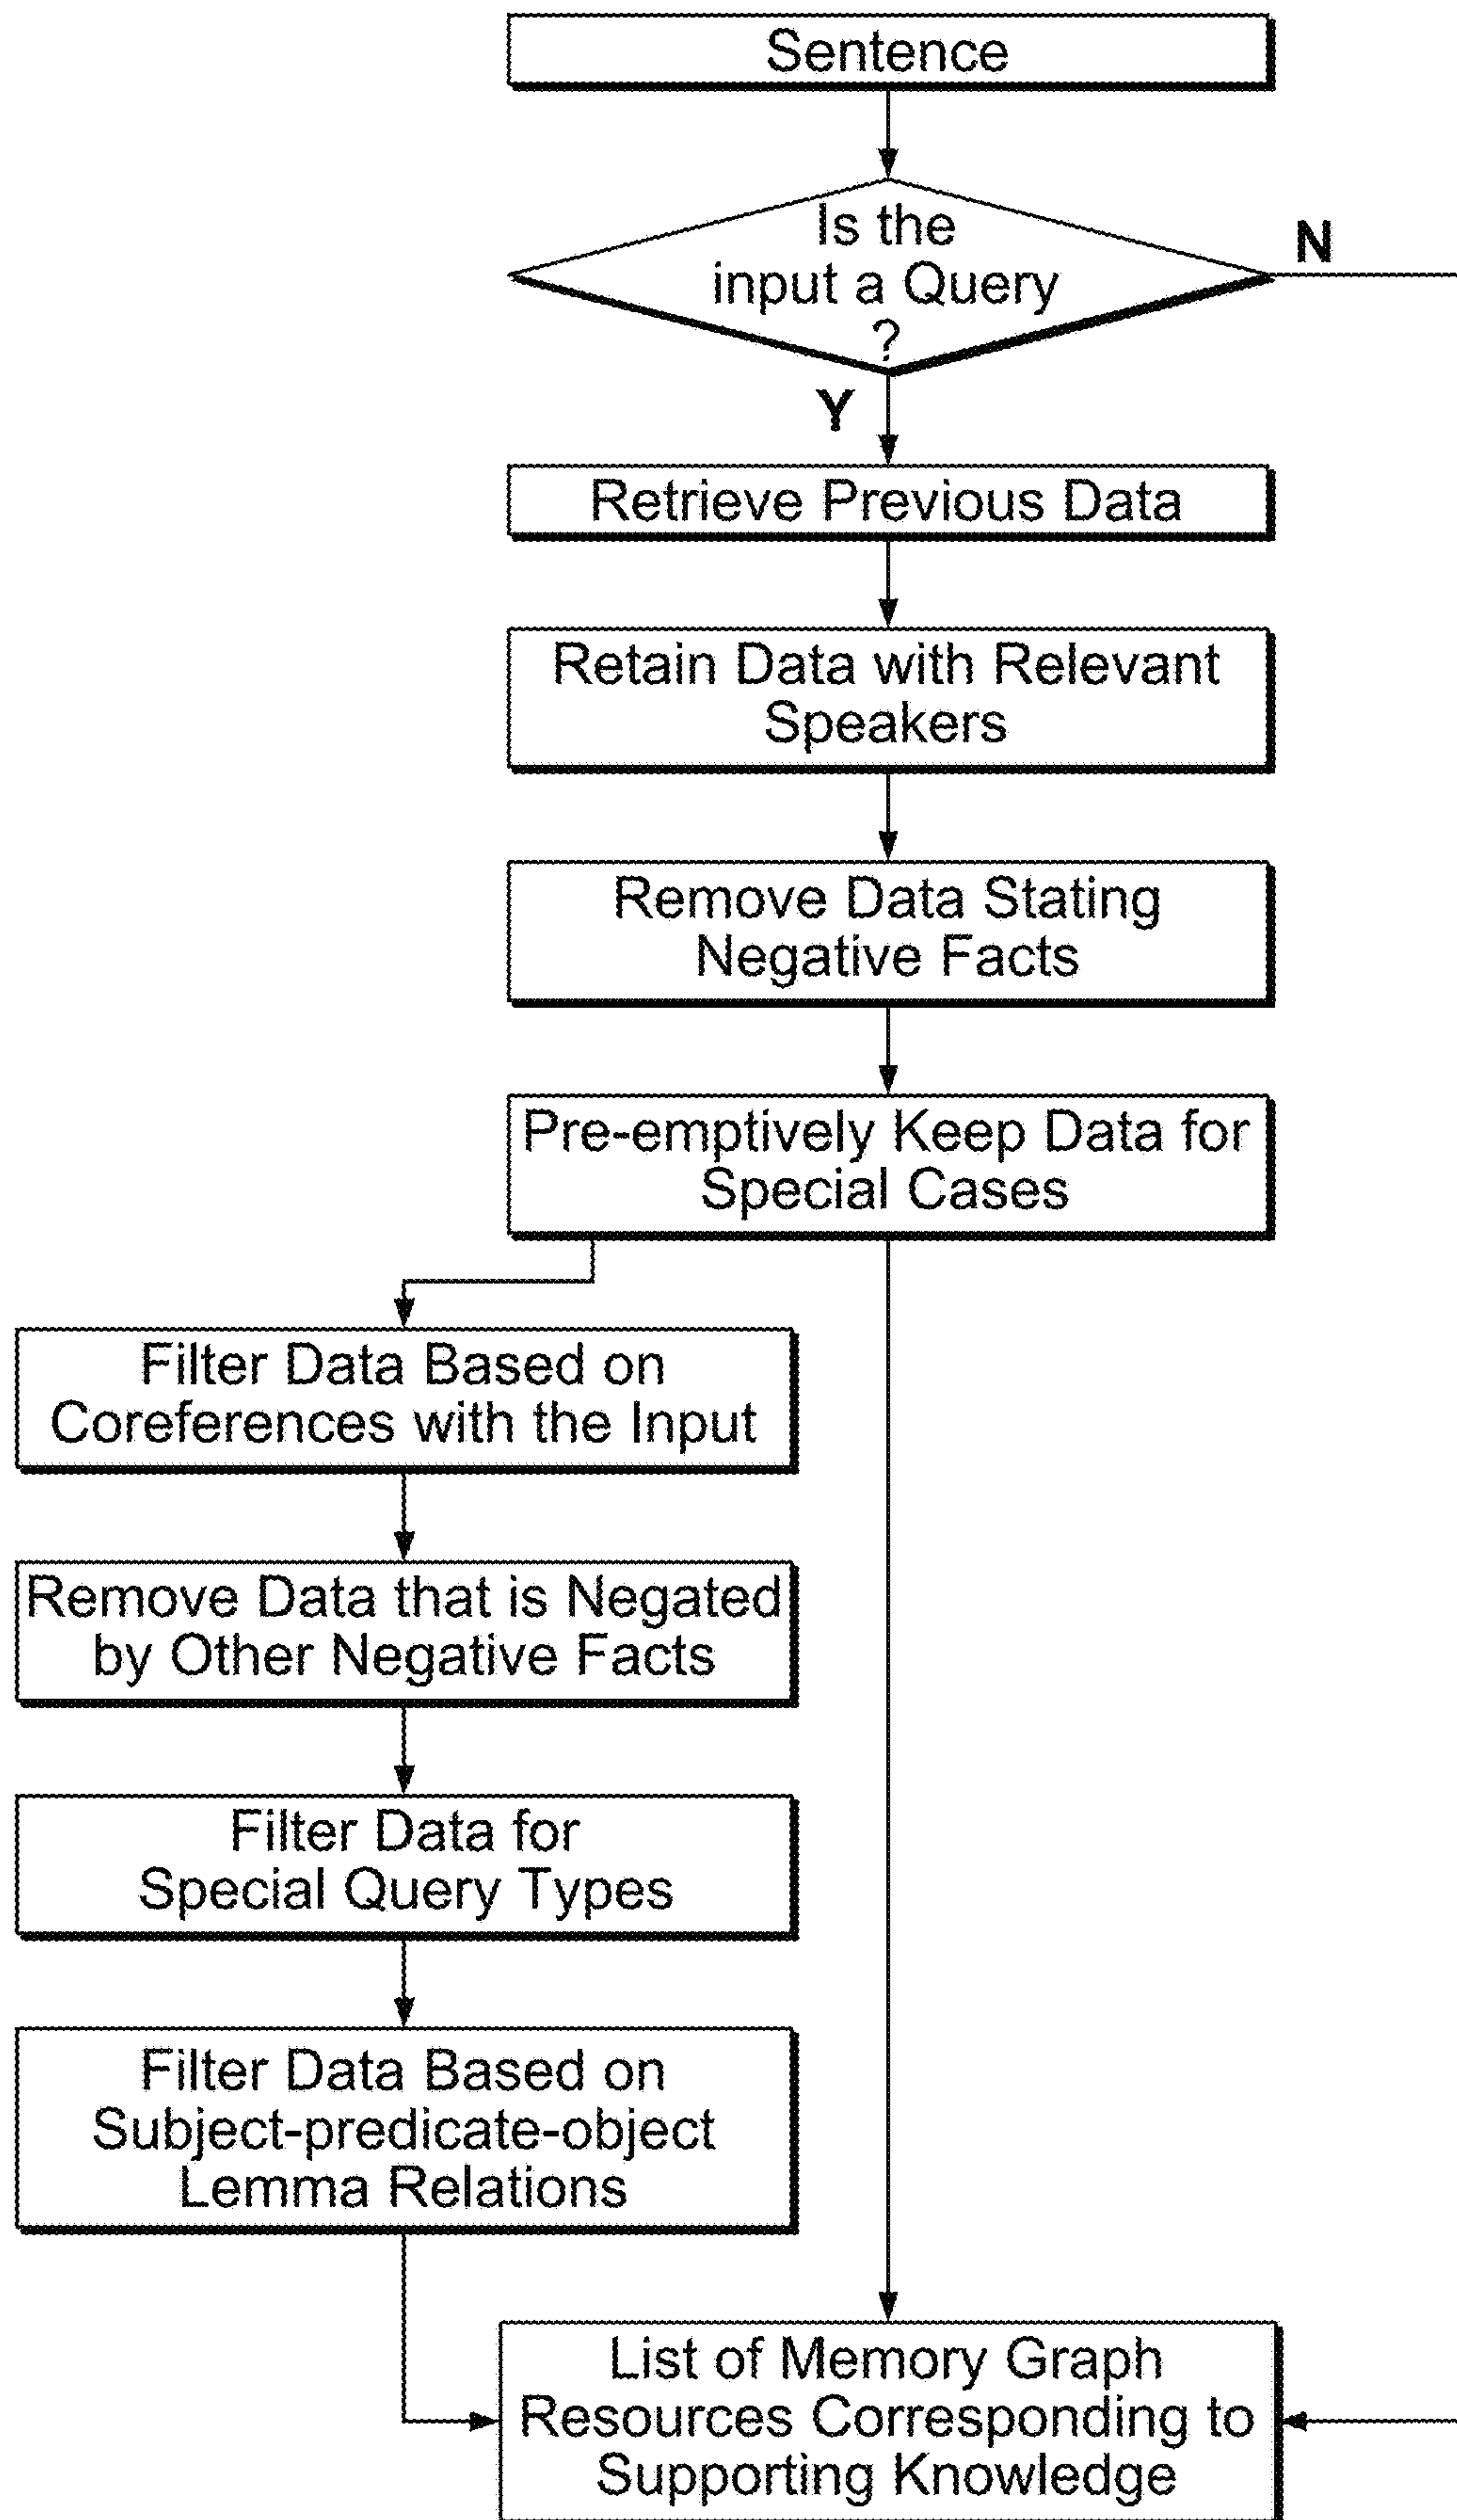 Sentence
Is the
input a Query
?
N
Y
Retrieve Previous Data
Retain Data with Relevant
Speakers
Remove Data Stating
Negative Facts
Pre-emptively Keep Data for
Special Cases
Filter Data Based on
Coreferences with the Input
Remove Data that is Negated
by Other Negative Facts
Filter Data for
Special Query Types
Filter Data Based on
Subject-predicate-object
Lemma Relations
List of Memory Graph
Resources Corresponding to
Supporting Knowledge